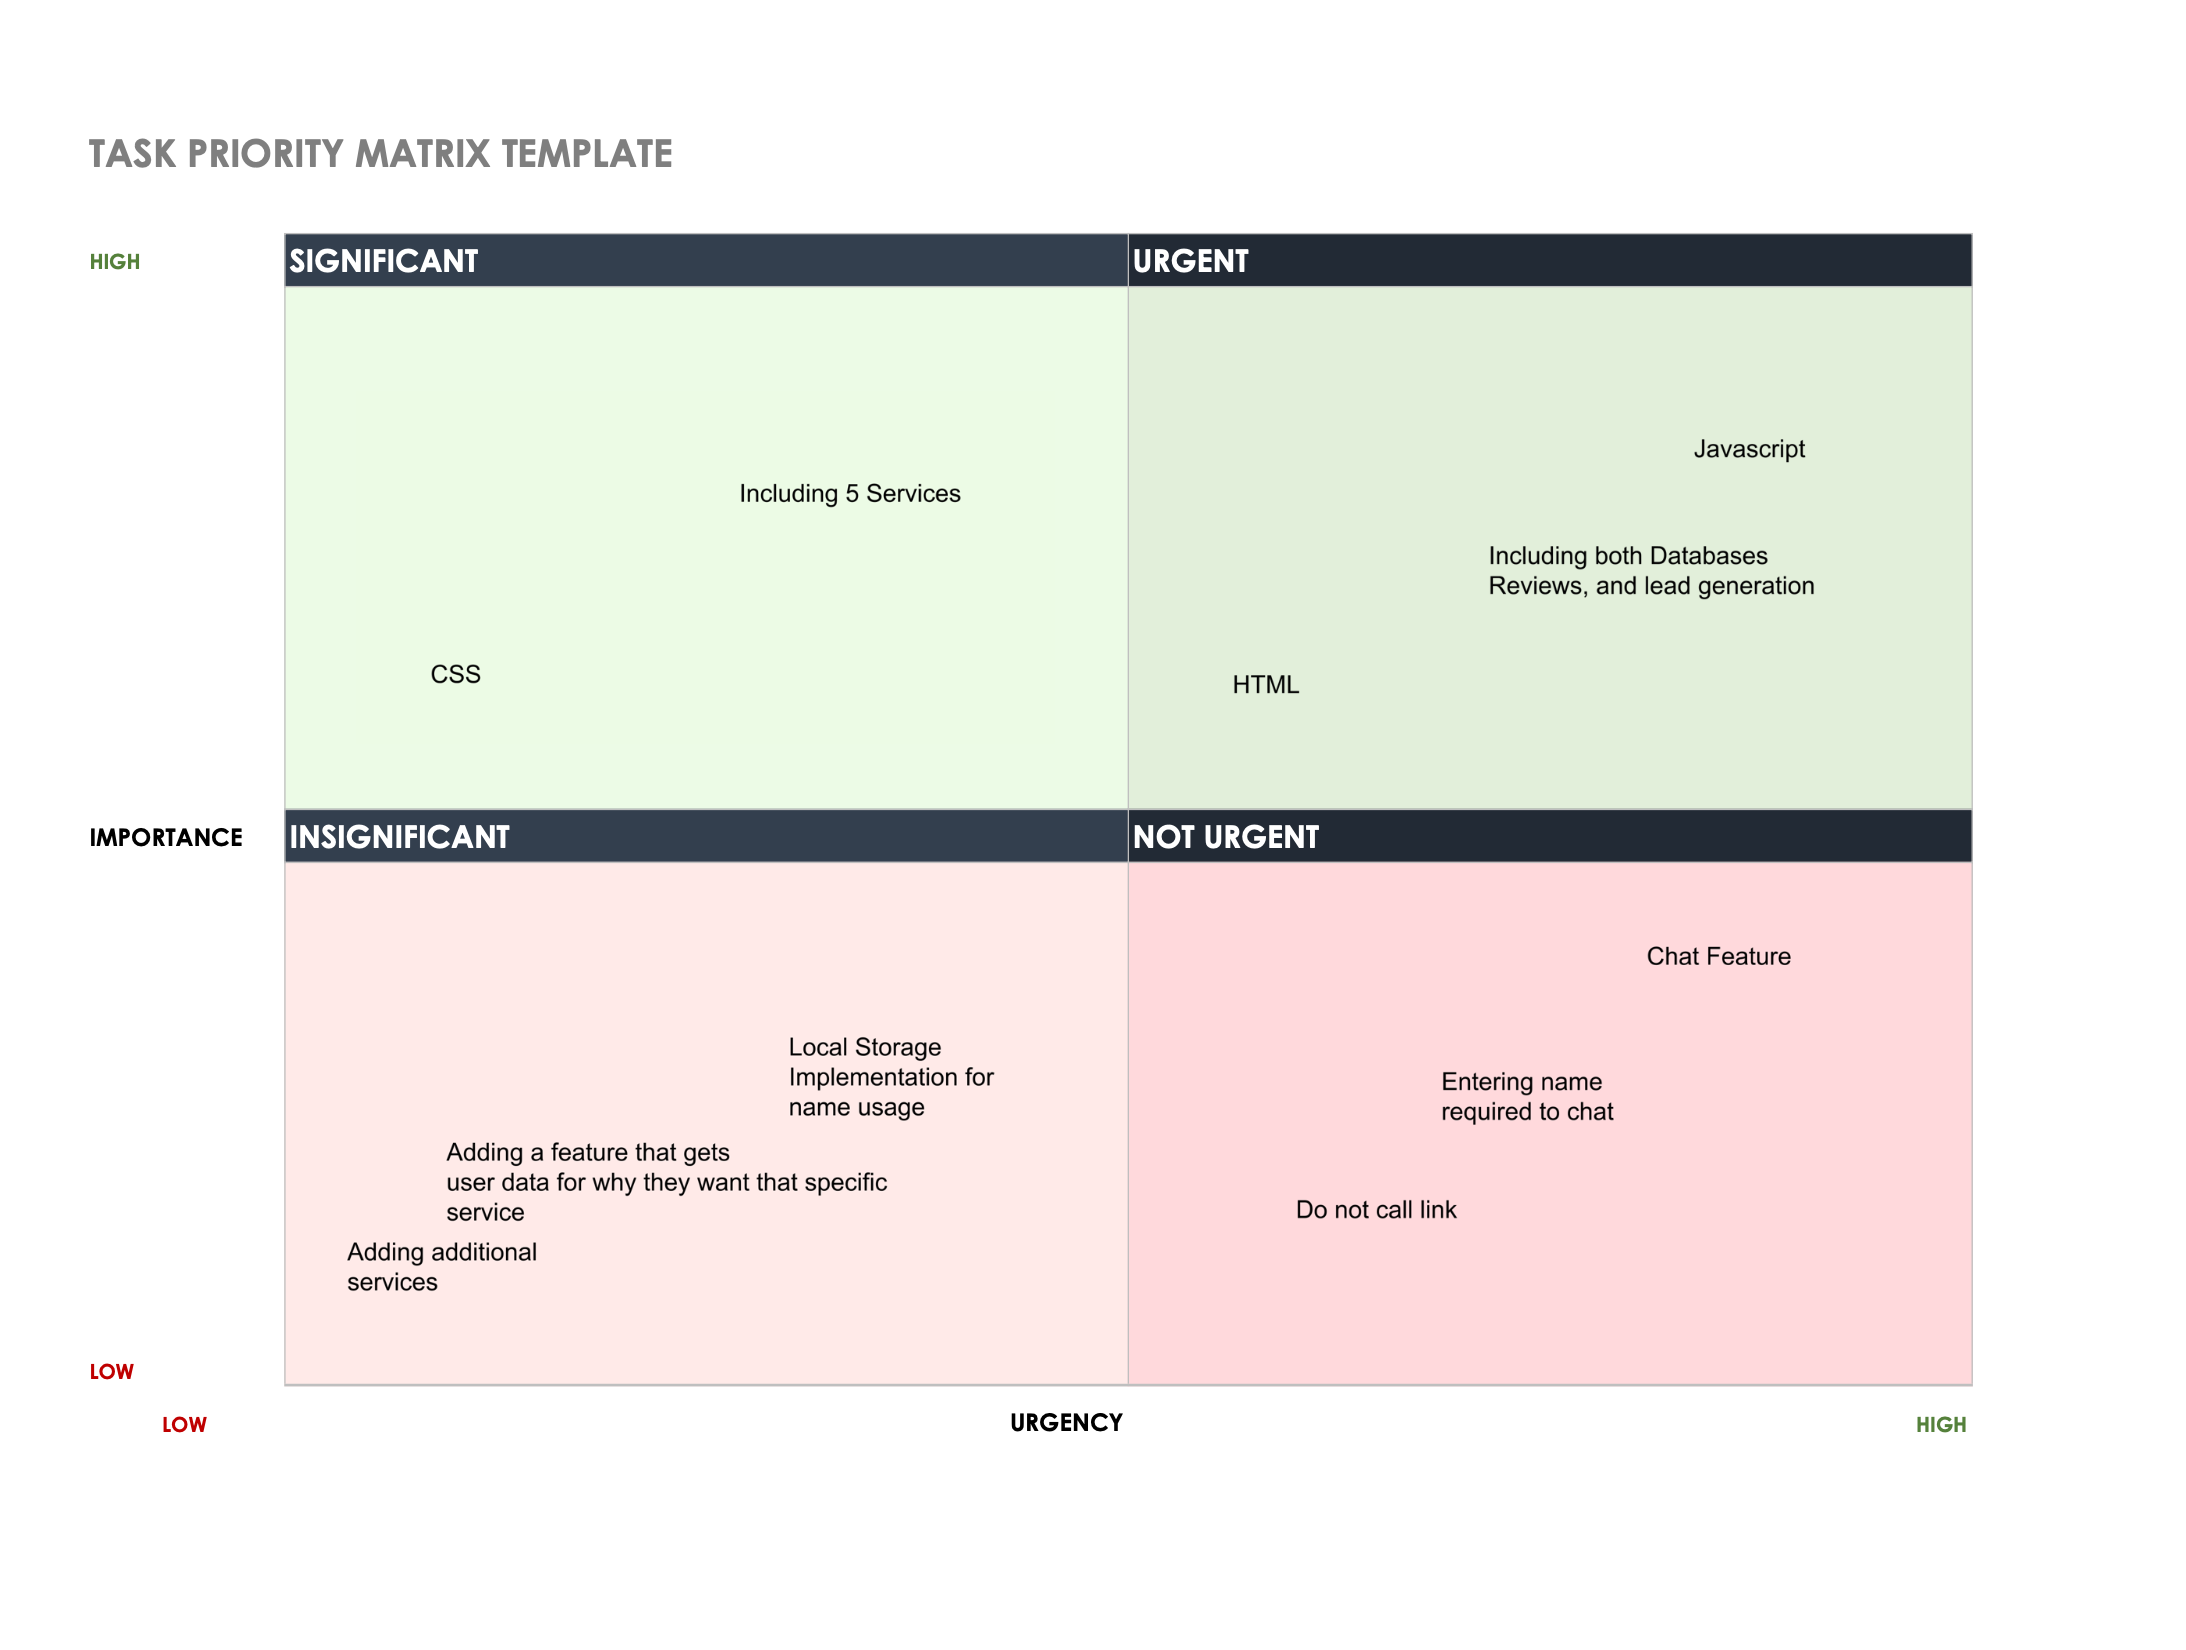 TASK PRIORITY MATRIX TEMPLATE
HIGH
SIGNIFICANT
URGENT
Javascript
Including 5 Services
Including both Databases
Reviews, and lead generation
CSS
HTML
IMPORTANCE
INSIGNIFICANT
NOT URGENT
Chat Feature
Local Storage
Implementation for
name usage
Entering name
required to chat
Adding a feature that gets
user data for why they want that specific
service
Do not call link
Adding additional
services
LOW
LOW
URGENCY
HIGH